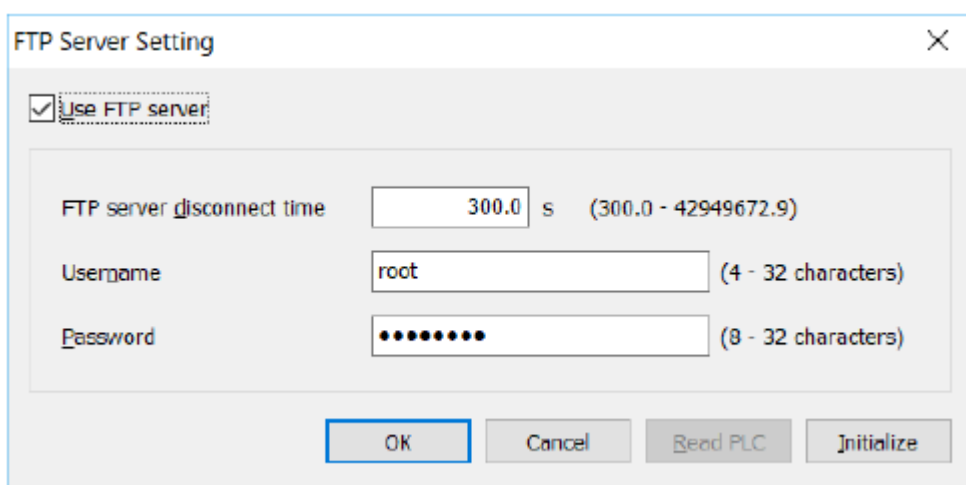 FTP Server Setting
Use FTP server
FTP server disconnect time 300.0 s (300.0 - 42949672.9)
Username root (4 - 32 characters)
Password ●●●●●●●● (8 - 32 characters)
OK Cancel Read PLC Initialize